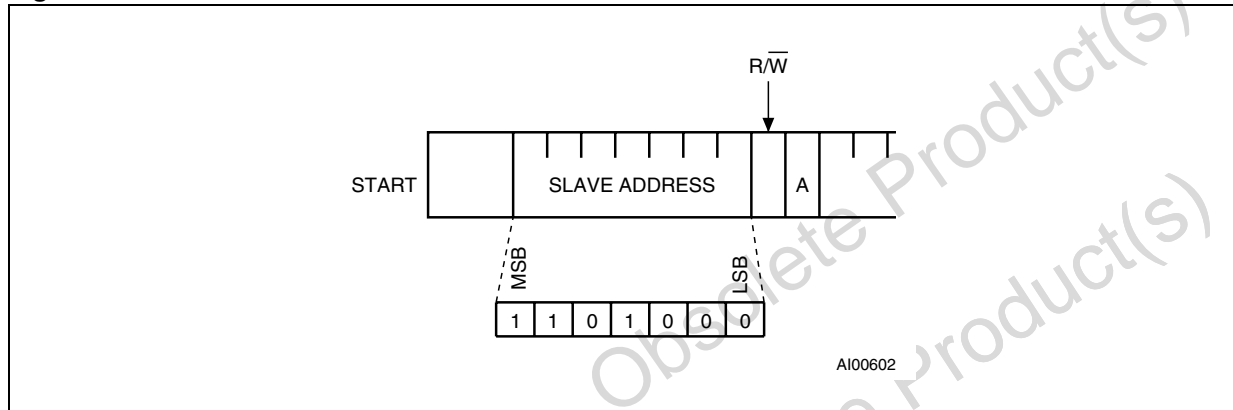 R/W̅
START
SLAVE ADDRESS
A
MSB
LSB
1 1 0 1 0 0 0
AI00602
Obsolete Product(s)
Obsolete Product(s)